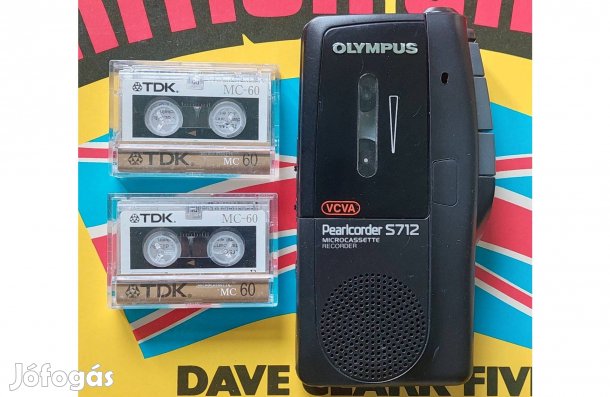 TDK.
MC-60
TDK
MC 60
TDK.
MC-60
TDK
MC 60
OLYMPUS
VCVA
Pearlcorder S712
MICROCASSETTE
RECORDER
DAVE CLARK FIVE
Jófogás